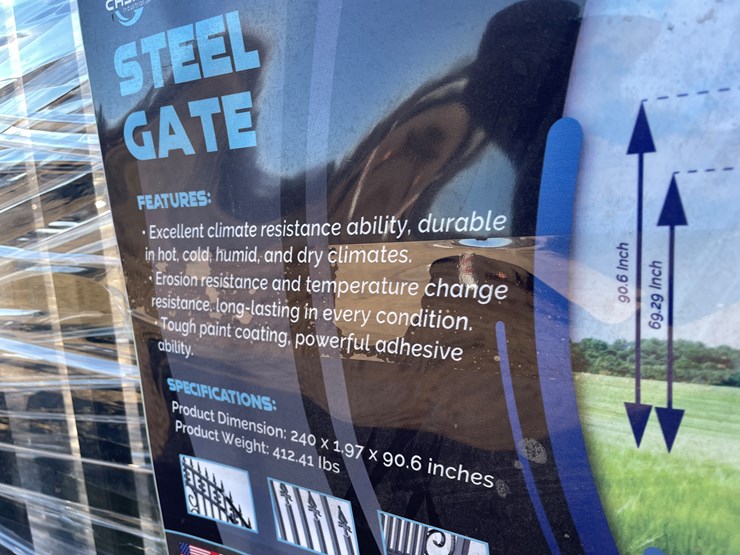 STEEL
GATE
FEATURES:
• Excellent climate resistance ability, durable
in hot, cold, humid, and dry climates.
• Erosion resistance and temperature change
resistance, long-lasting in every condition.
• Tough paint coating, powerful adhesive
ability.
SPECIFICATIONS:
Product Dimension: 240 x 1.97 x 90.6 inches
Product Weight: 412.41 lbs
90.6 Inch
69.29 Inch